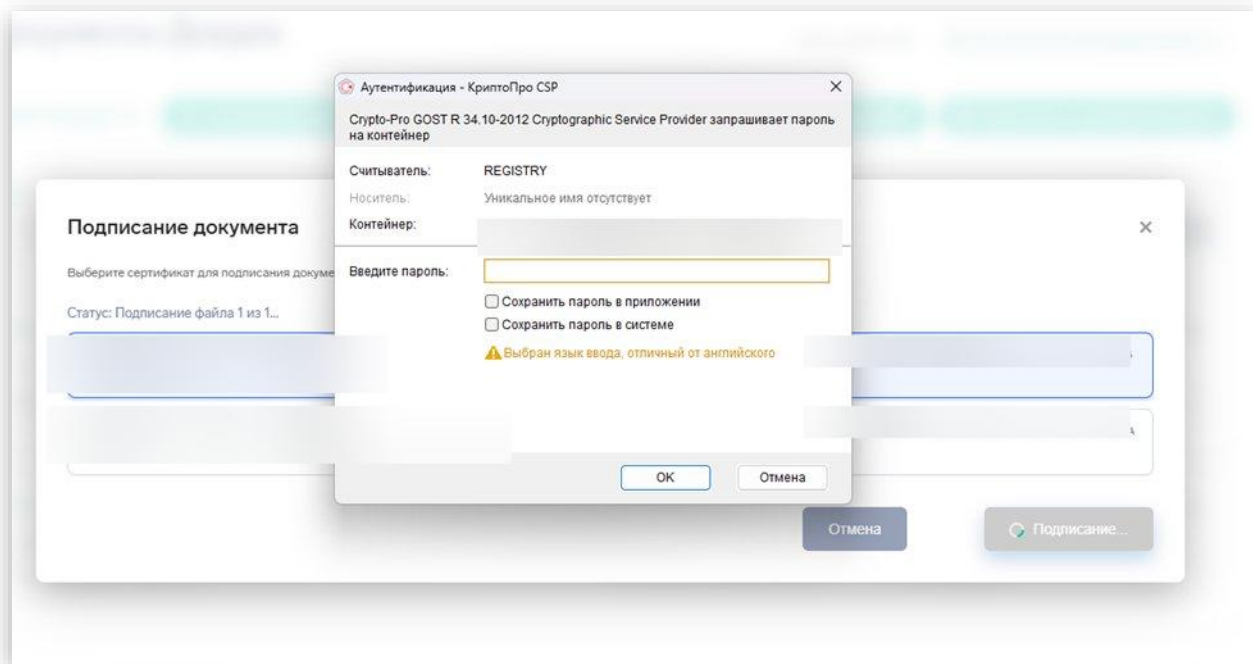 Аутентификация - КриптоПро CSP
Crypto-Pro GOST R 34.10-2012 Cryptographic Service Provider запрашивает пароль
на контейнер
Считыватель: REGISTRY
Носитель: Уникальное имя отсутствует
Контейнер:
Введите пароль:
Сохранить пароль в приложении
Сохранить пароль в системе
Выбран язык ввода, отличный от английского
OK
Отмена
Подписание документа
Выберите сертификат для подписания
Статус: Подписание файла 1 из 1...
Отмена
Подписание...